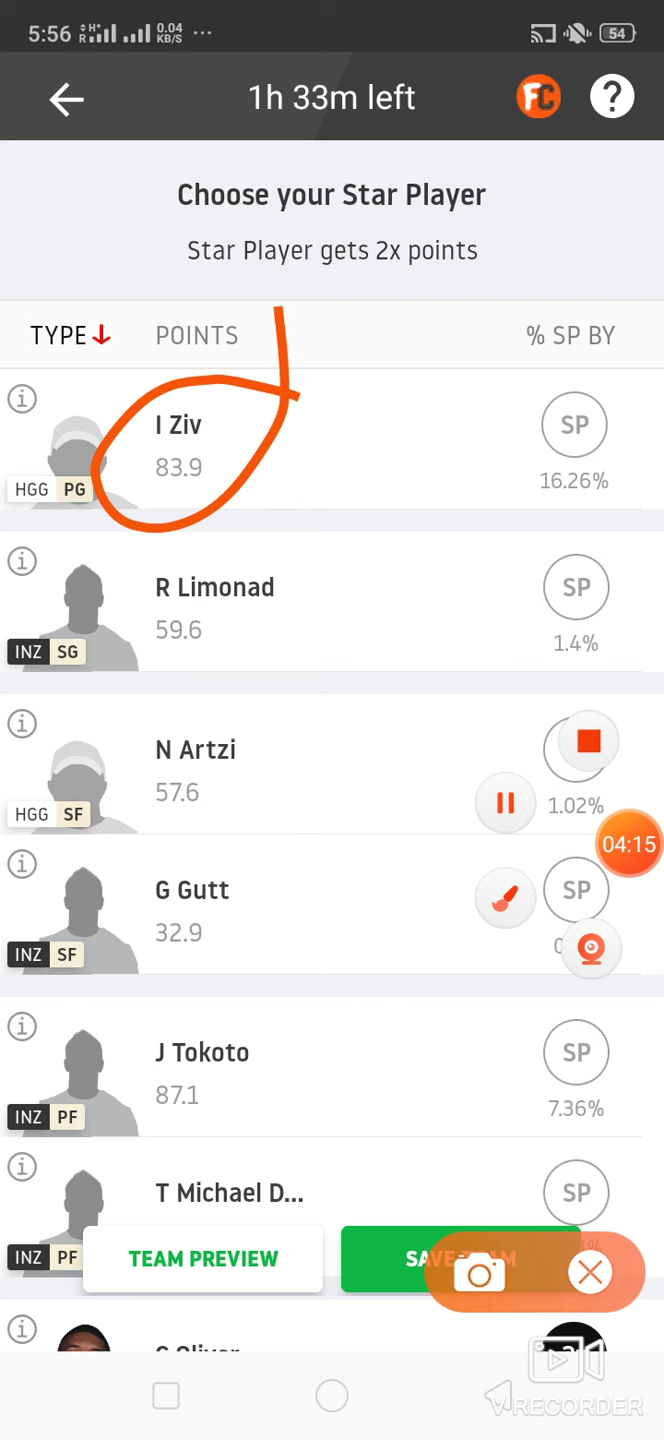 5:56 H+ R 0.04 KB/S ... 54
1h 33m left FC ?
Choose your Star Player
Star Player gets 2x points
TYPE POINTS % SP BY
I Ziv
83.9
HGG PG
SP
16.26%
R Limonad
59.6
INZ SG
SP
1.4%
N Artzi
57.6
HGG SF
1.02%
04:15
G Gutt
32.9
INZ SF
SP
0
J Tokoto
87.1
INZ PF
SP
7.36%
T Michael D...
INZ PF
SP
TEAM PREVIEW
SAVE TEAM
V RECORDER